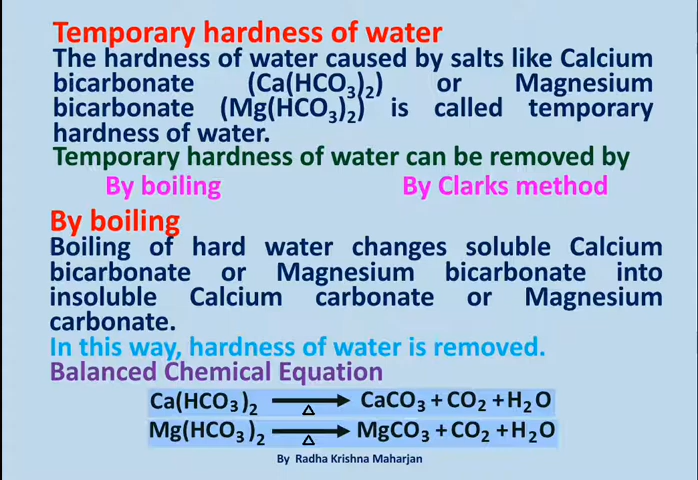 Temporary hardness of water
The hardness of water caused by salts like Calcium
bicarbonate (Ca(HCO₃)₂) or Magnesium
bicarbonate (Mg(HCO₃)₂) is called temporary
hardness of water.
Temporary hardness of water can be removed by
By boiling By Clarks method
By boiling
Boiling of hard water changes soluble Calcium
bicarbonate or Magnesium bicarbonate into
insoluble Calcium carbonate or Magnesium
carbonate.
In this way, hardness of water is removed.
Balanced Chemical Equation
Ca(HCO₃)₂ ⟶ Δ CaCO₃ + CO₂ + H₂O
Mg(HCO₃)₂ ⟶ Δ MgCO₃ + CO₂ + H₂O
By Radha Krishna Maharjan